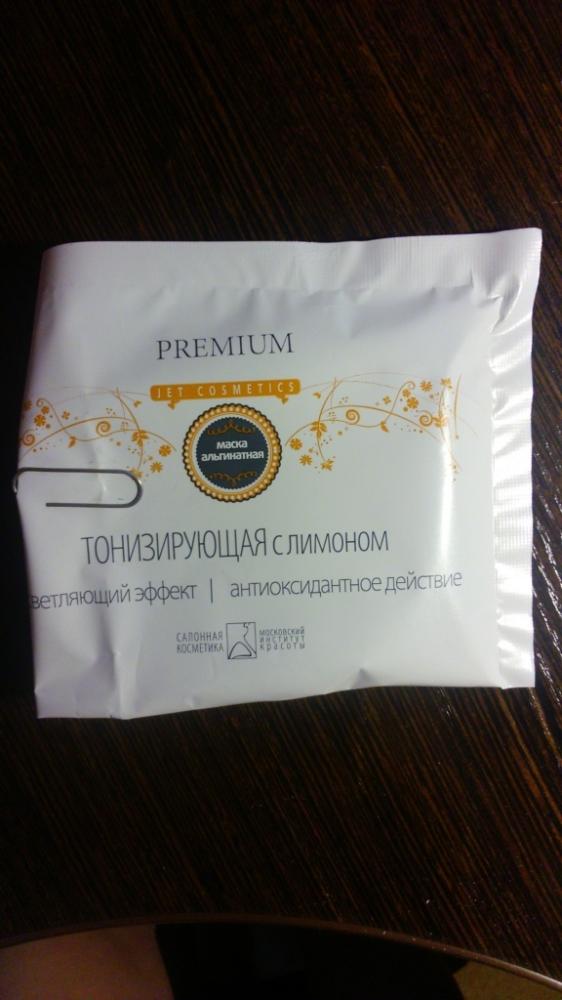 PREMIUM
JET COSMETICS
маска
альгинатная
ТОНИЗИРУЮЩАЯ с лимоном
ветляющий эффект | антиоксидантное действие
САЛОННАЯ
КОСМЕТИКА
МОСКОВСКИЙ
ИНСТИТУТ
красоты